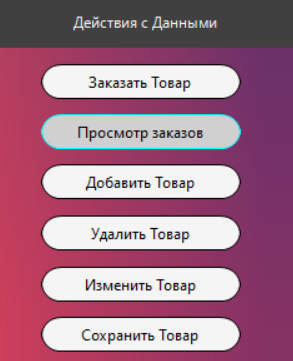 Действия с Данными
Заказать Товар
Просмотр заказов
Добавить Товар
Удалить Товар
Изменить Товар
Сохранить Товар